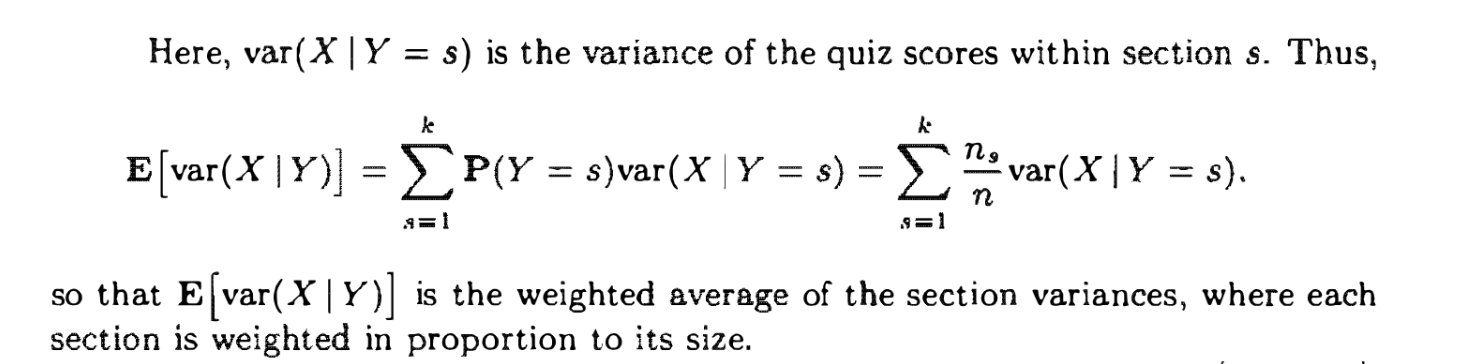 Here, var(X | Y = s) is the variance of the quiz scores within section s. Thus,
E[var(X | Y)] = ∑_{s=1}^{k} P(Y = s)var(X | Y = s) = ∑_{s=1}^{k} n_s/n var(X | Y = s).
so that E[var(X | Y)] is the weighted average of the section variances, where each
section is weighted in proportion to its size.